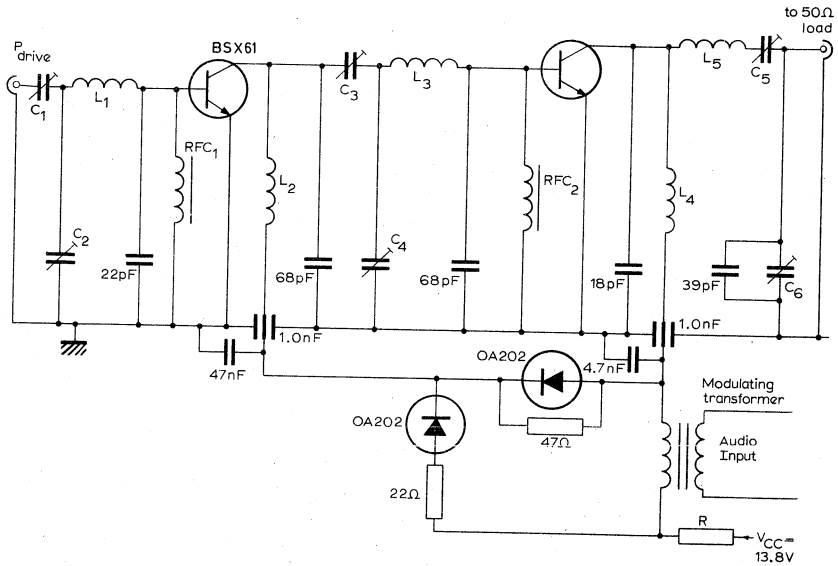 to 50Ω
load
P drive
BSX61
C1
L1
C3
L3
L5
C5
RFC1
L2
RFC2
L4
C2
22pF
68pF
C4
68pF
18pF
39pF
C6
1.0nF
1.0nF
47nF
OA202
4.7nF
Modulating
transformer
OA202
47Ω
Audio
Input
22Ω
R
VCC=
13.8V